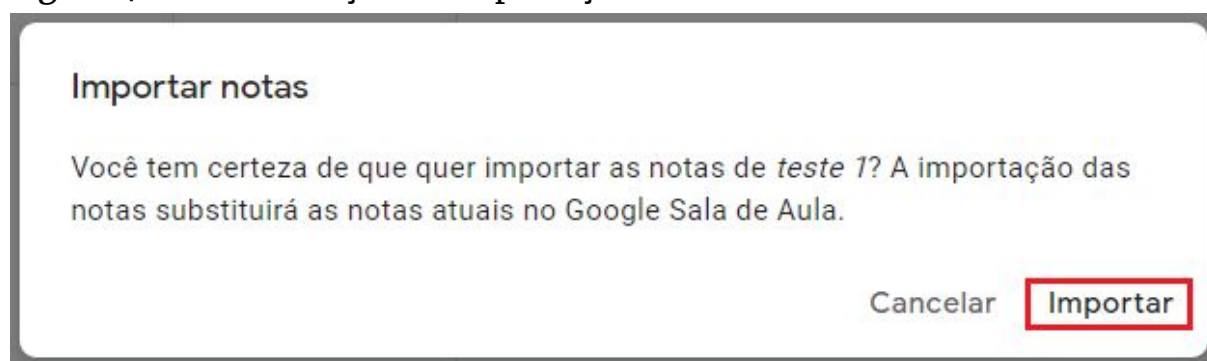 Importar notas
Você tem certeza de que quer importar as notas de teste 1? A importação das
notas substituirá as notas atuais no Google Sala de Aula.
Cancelar Importar